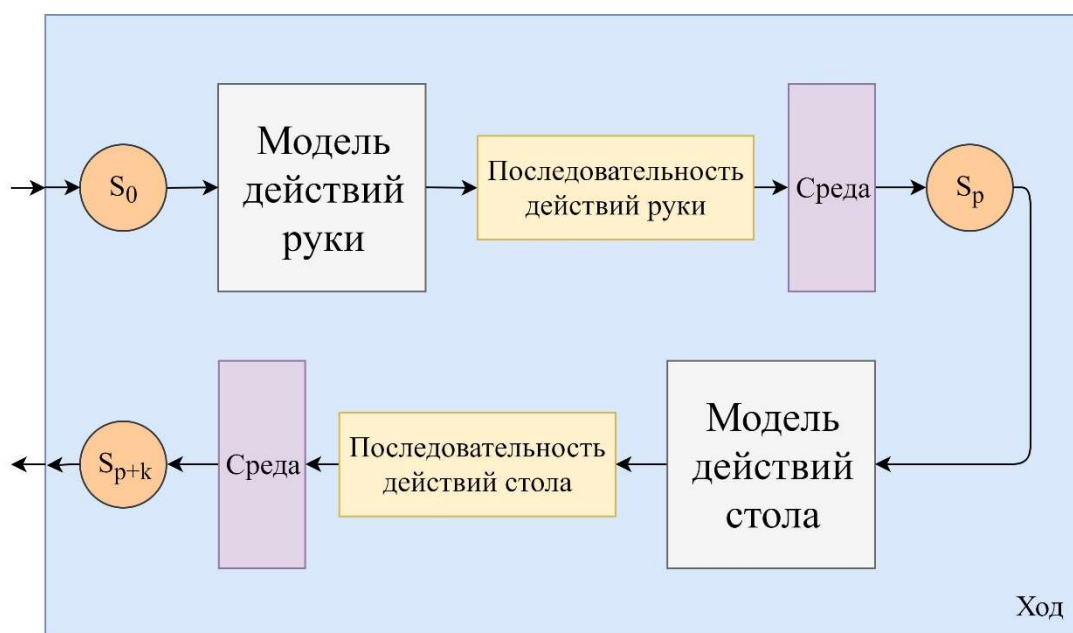 S0
Модель
действий
руки
Последовательность
действий руки
Среда
Sp
Sp+k
Среда
Последовательность
действий стола
Модель
действий
стола
Ход